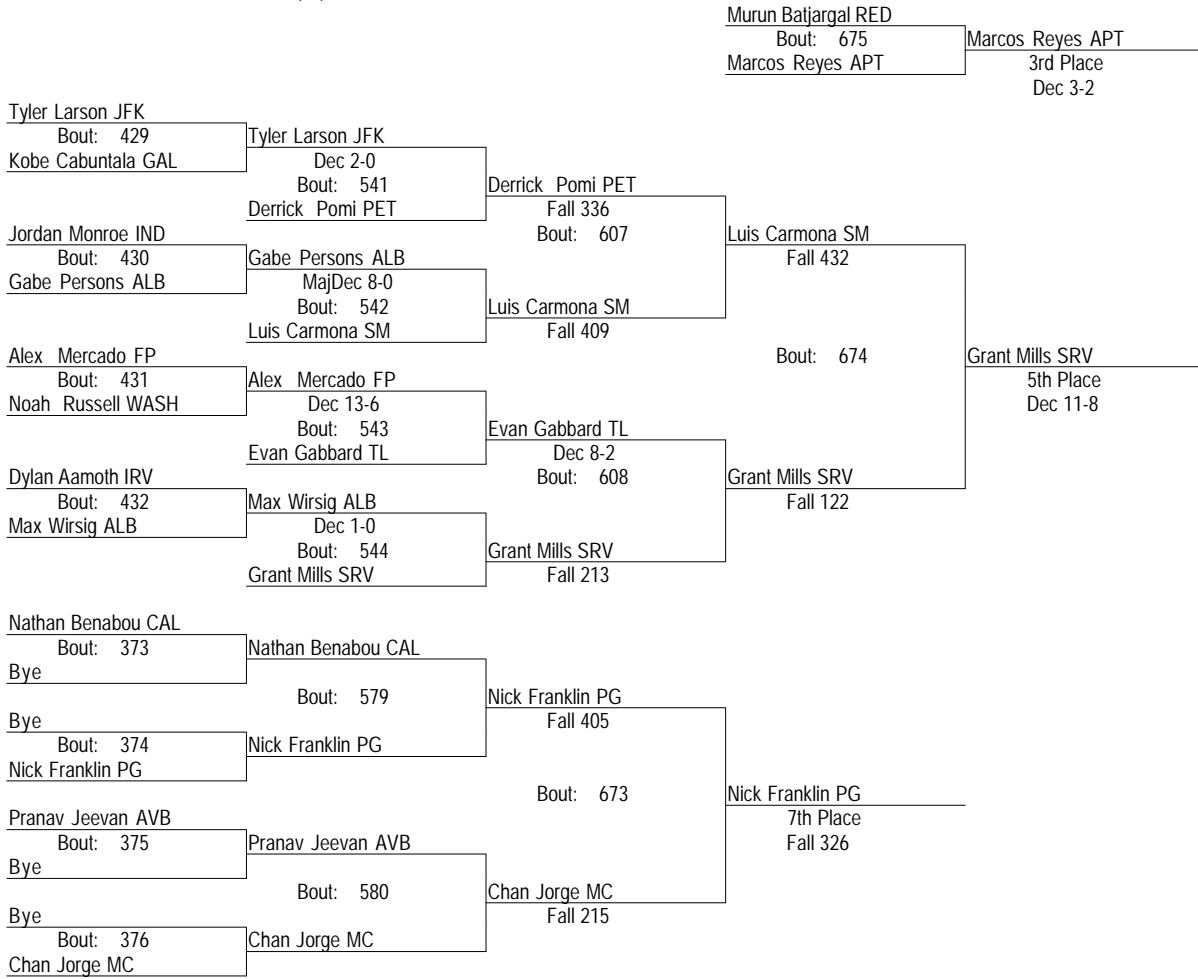 Murun Batjargal RED
Bout: 675
Marcos Reyes APT
Marcos Reyes APT
3rd Place
Dec 3-2
Tyler Larson JFK
Bout: 429
Kobe Cabuntala GAL
Tyler Larson JFK
Dec 2-0
Bout: 541
Derrick Pomi PET
Derrick Pomi PET
Fall 336
Bout: 607
Jordan Monroe IND
Bout: 430
Gabe Persons ALB
Gabe Persons ALB
MajDec 8-0
Bout: 542
Luis Carmona SM
Luis Carmona SM
Fall 409
Luis Carmona SM
Fall 432
Bout: 674
Grant Mills SRV
5th Place
Dec 11-8
Alex Mercado FP
Bout: 431
Noah Russell WASH
Alex Mercado FP
Dec 13-6
Bout: 543
Evan Gabbard TL
Evan Gabbard TL
Dec 8-2
Bout: 608
Dylan Aamoth IRV
Bout: 432
Max Wirsig ALB
Max Wirsig ALB
Dec 1-0
Bout: 544
Grant Mills SRV
Grant Mills SRV
Fall 213
Grant Mills SRV
Fall 122
Nathan Benabou CAL
Bout: 373
Bye
Nathan Benabou CAL
Bout: 579
Bye
Bout: 374
Nick Franklin PG
Nick Franklin PG
Nick Franklin PG
Fall 405
Bout: 673
Nick Franklin PG
7th Place
Fall 326
Pranav Jeevan AVB
Bout: 375
Bye
Pranav Jeevan AVB
Bout: 580
Bye
Bout: 376
Chan Jorge MC
Chan Jorge MC
Chan Jorge MC
Fall 215